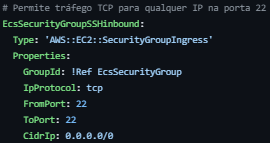 # Permite tráfego TCP para qualquer IP na porta 22
EcsSecurityGroupSSHinbound:
  Type: 'AWS::EC2::SecurityGroupIngress'
  Properties:
    GroupId: !Ref EcsSecurityGroup
    IpProtocol: tcp
    FromPort: 22
    ToPort: 22
    CidrIp: 0.0.0.0/0